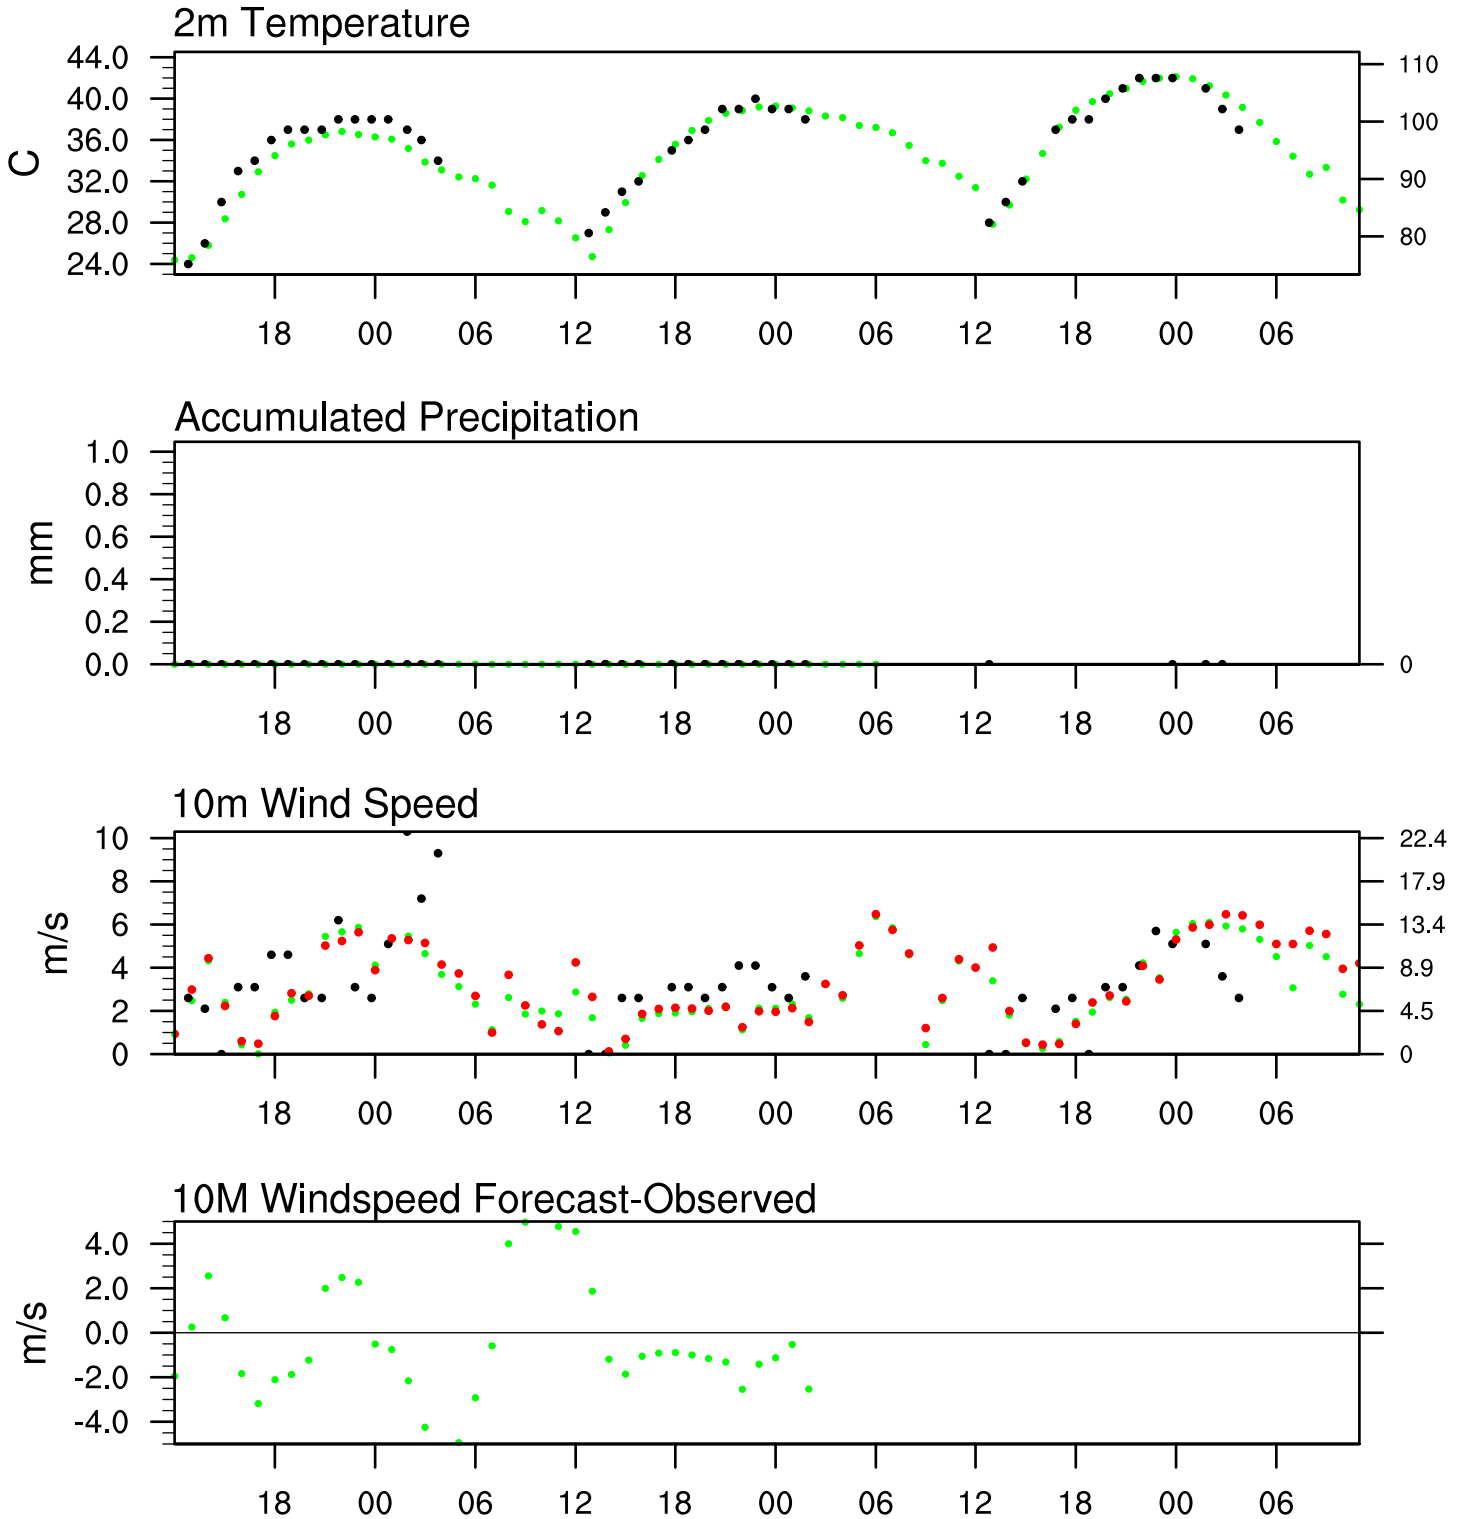 2m Temperature
44.0
40.0
36.0
32.0
28.0
24.0
C
110
100
90
80
18 00 06 12 18 00 06 12 18 00 06
Accumulated Precipitation
1.0
0.8
0.6
0.4
0.2
0.0
mm
0
18 00 06 12 18 00 06 12 18 00 06
10m Wind Speed
10
8
6
4
2
0
m/s
22.4
17.9
13.4
8.9
4.5
0
18 00 06 12 18 00 06 12 18 00 06
10M Windspeed Forecast-Observed
4.0
2.0
0.0
-2.0
-4.0
m/s
18 00 06 12 18 00 06 12 18 00 06